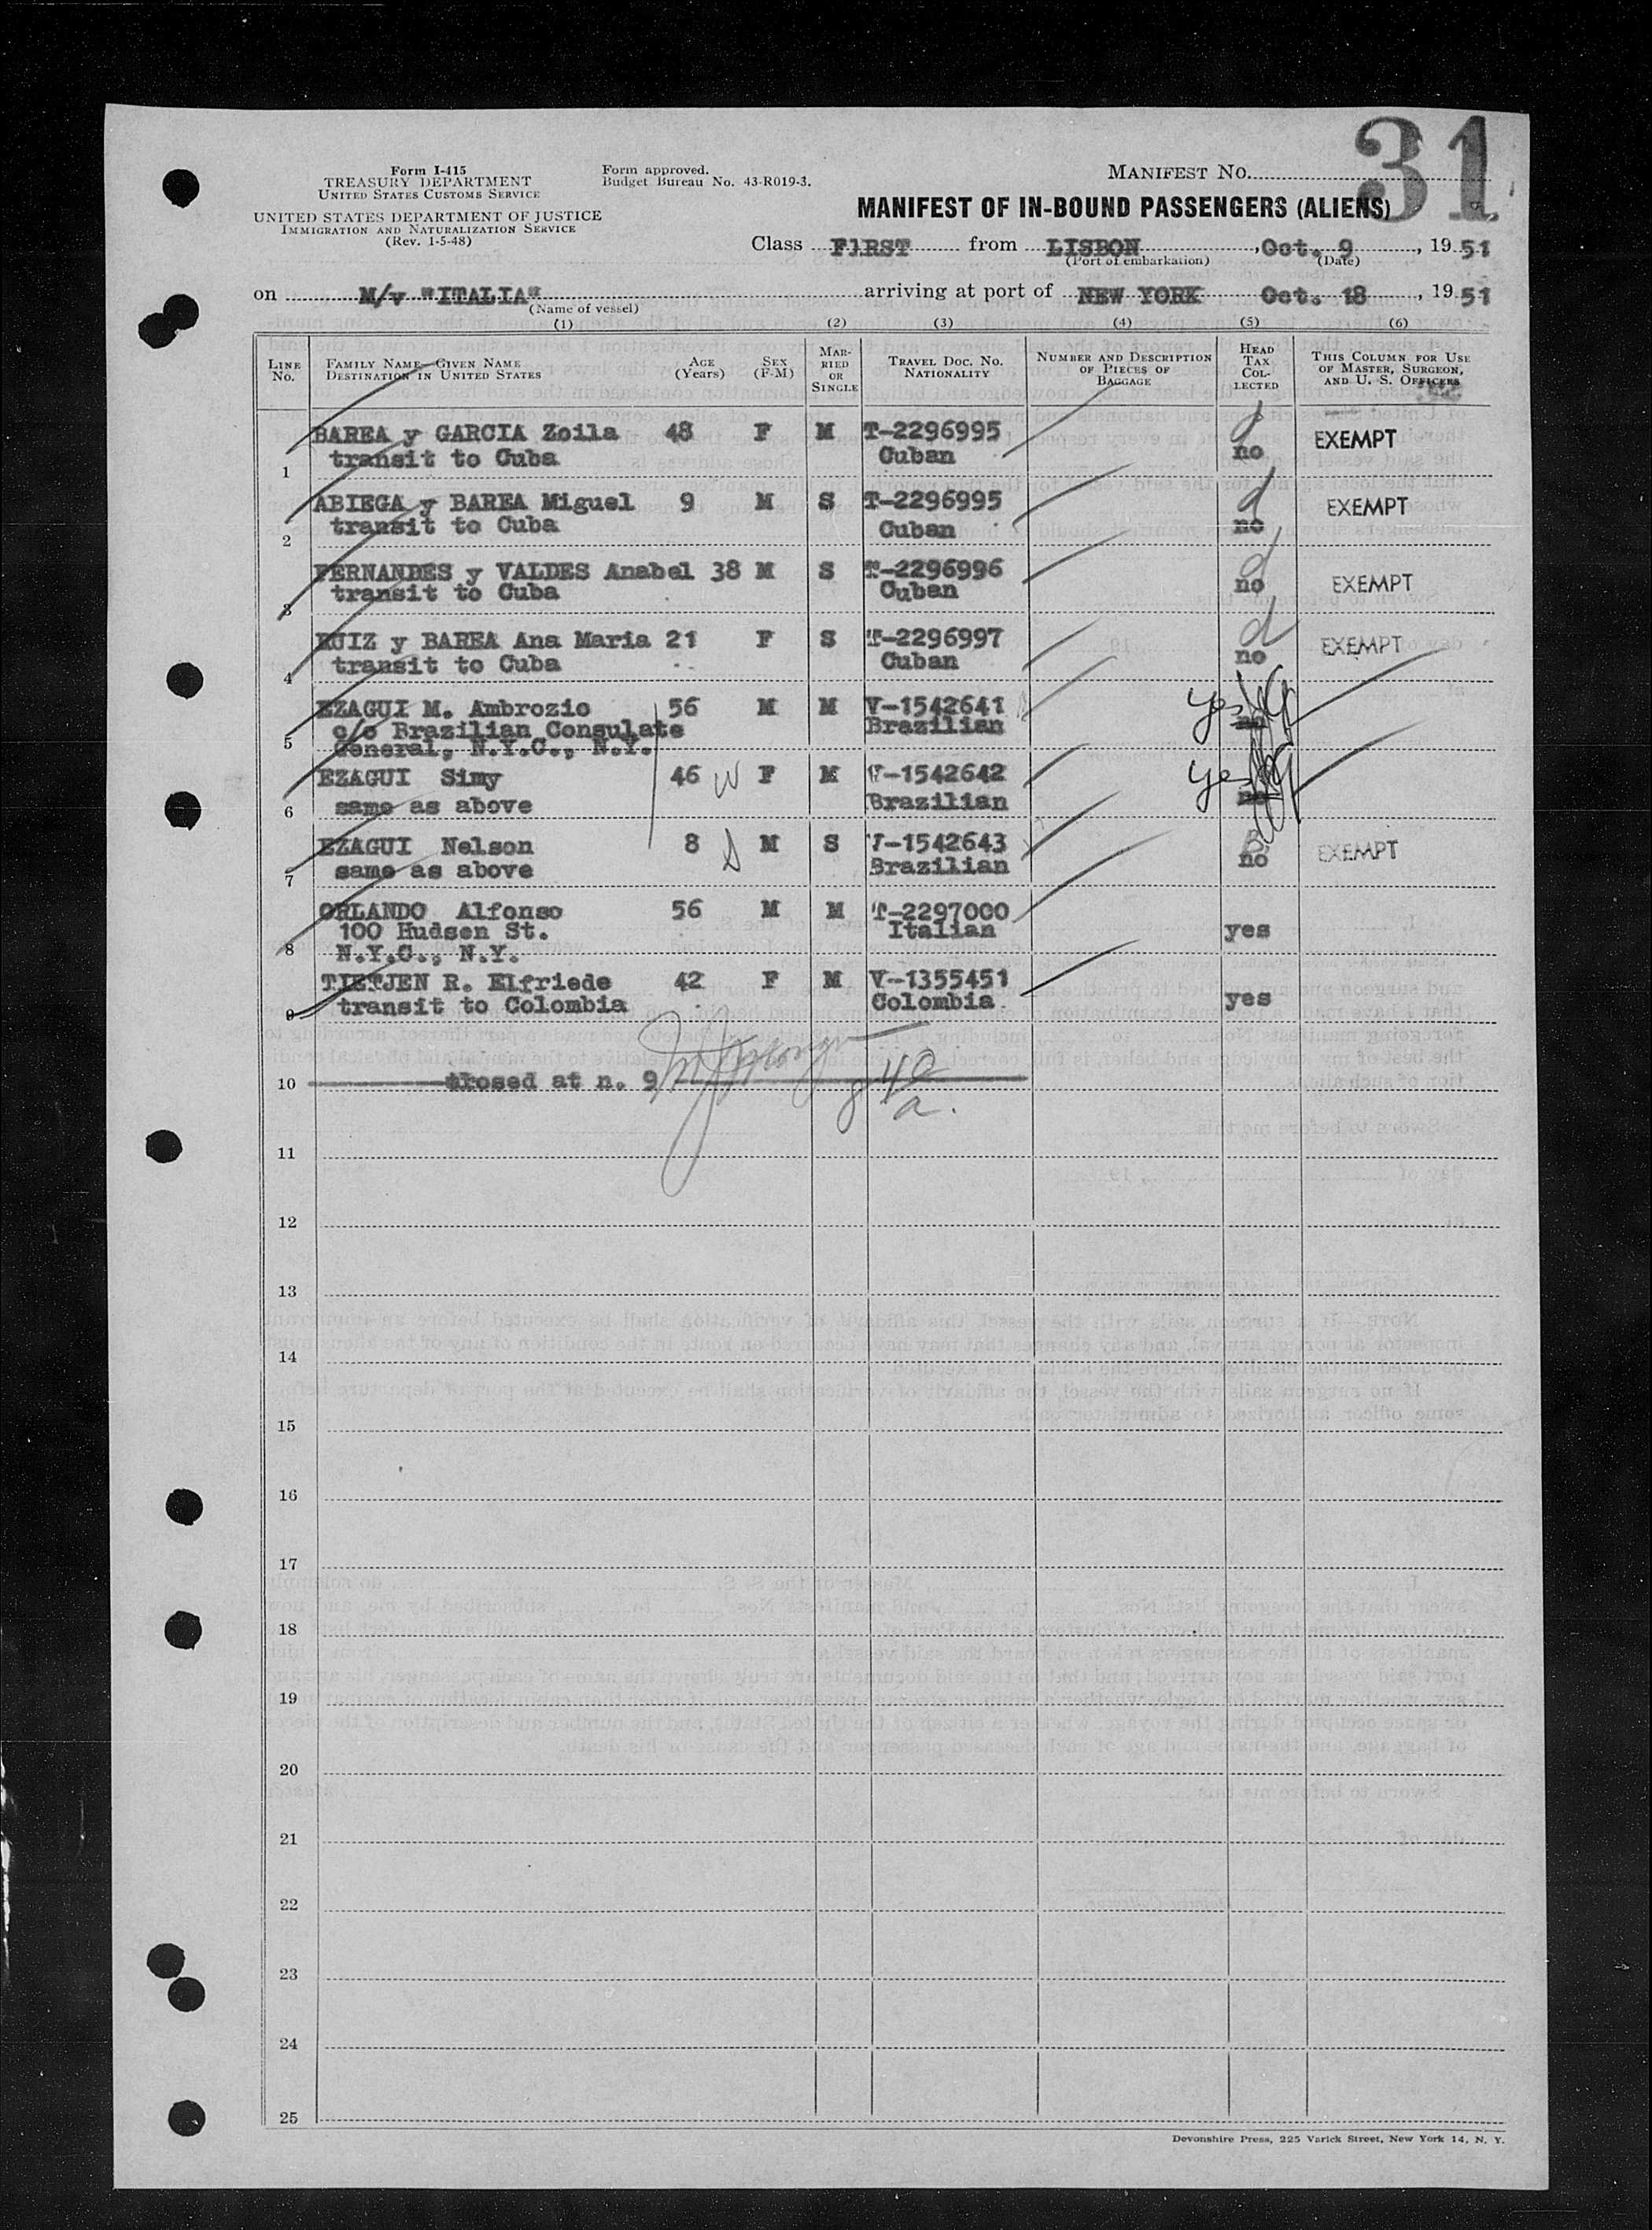 31
Form I-415
TREASURY DEPARTMENT
UNITED STATES CUSTOMS SERVICE
UNITED STATES DEPARTMENT OF JUSTICE
IMMIGRATION AND NATURALIZATION SERVICE
(Rev. 1-5-48)
Form approved.
Budget Bureau No. 43-R019-3.
MANIFEST NO.
MANIFEST OF IN-BOUND PASSENGERS (ALIENS)
Class FIRST from LISBON, Oct. 9, 19 51
(Port of embarkation) (Date)
on M/v "ITALIA" arriving at port of NEW YORK Oct. 18, 19 51
(Name of vessel)
(1) (2) (3) (4) (5) (6)
LINE NO. FAMILY NAME—GIVEN NAME DESTINATION IN UNITED STATES AGE (Years) SEX (F-M) MARRIED OR SINGLE TRAVEL DOC. NO. NATIONALITY NUMBER AND DESCRIPTION OF PIECES OF BAGGAGE HEAD TAX COLLECTED THIS COLUMN FOR USE OF MASTER, SURGEON, AND U. S. OFFICERS
BAREA y GARCIA Zoila 48 F M T-2296995 EXEMPT
1 transit to Cuba Cuban no
ABIEGA y BAREA Miguel 9 M S T-2296995 EXEMPT
2 transit to Cuba Cuban no
FERNANDES y VALDES Anabel 38 M S T-2296996 EXEMPT
3 transit to Cuba Cuban no
RUIZ y BAREA Ana Maria 21 F S T-2296997 EXEMPT
4 transit to Cuba Cuban no
EZAGUI M. Ambrozio 56 M M V-1542641 yes
c/o Brazilian Consulate Brazilian no
5 General, N.Y.C., N.Y.
EZAGUI Simy 46 W F M V-1542642 yes
6 same as above Brazilian no
EZAGUI Nelson 8 M S V-1542643 EXEMPT
7 same as above Brazilian no
ORLANDO Alfonso 56 M M T-2297000
100 Hudson St. Italian yes
8 N.Y.C., N.Y.
TIETJEN R. Elfriede 42 F M V-1355451
9 transit to Colombia Colombia. yes
10 closed at n. 9
11
12
13
14
15
16
17
18
19
20
21
22
23
24
25
Devonshire Press, 225 Varick Street, New York 14, N. Y.